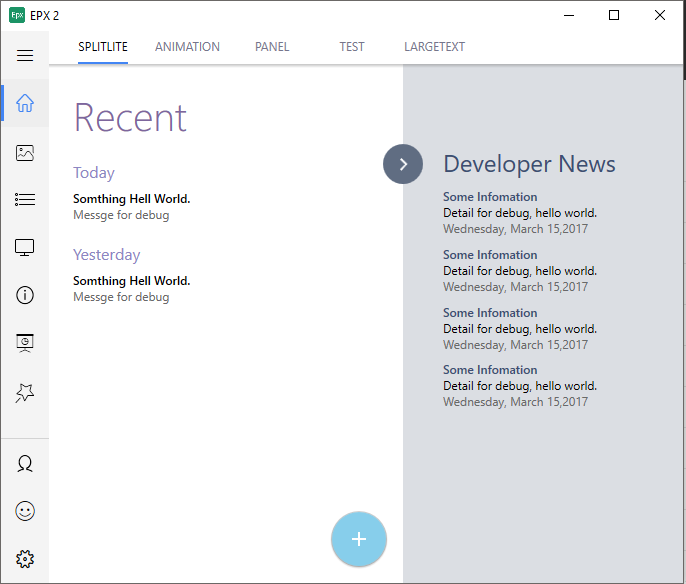 Epx EPX 2
SPLITLITE ANIMATION PANEL TEST LARGETEXT
Recent
Today
Somthing Hell World.
Messge for debug
Yesterday
Somthing Hell World.
Messge for debug
Developer News
Some Infomation
Detail for debug, hello world.
Wednesday, March 15,2017
Some Infomation
Detail for debug, hello world.
Wednesday, March 15,2017
Some Infomation
Detail for debug, hello world.
Wednesday, March 15,2017
Some Infomation
Detail for debug, hello world.
Wednesday, March 15,2017